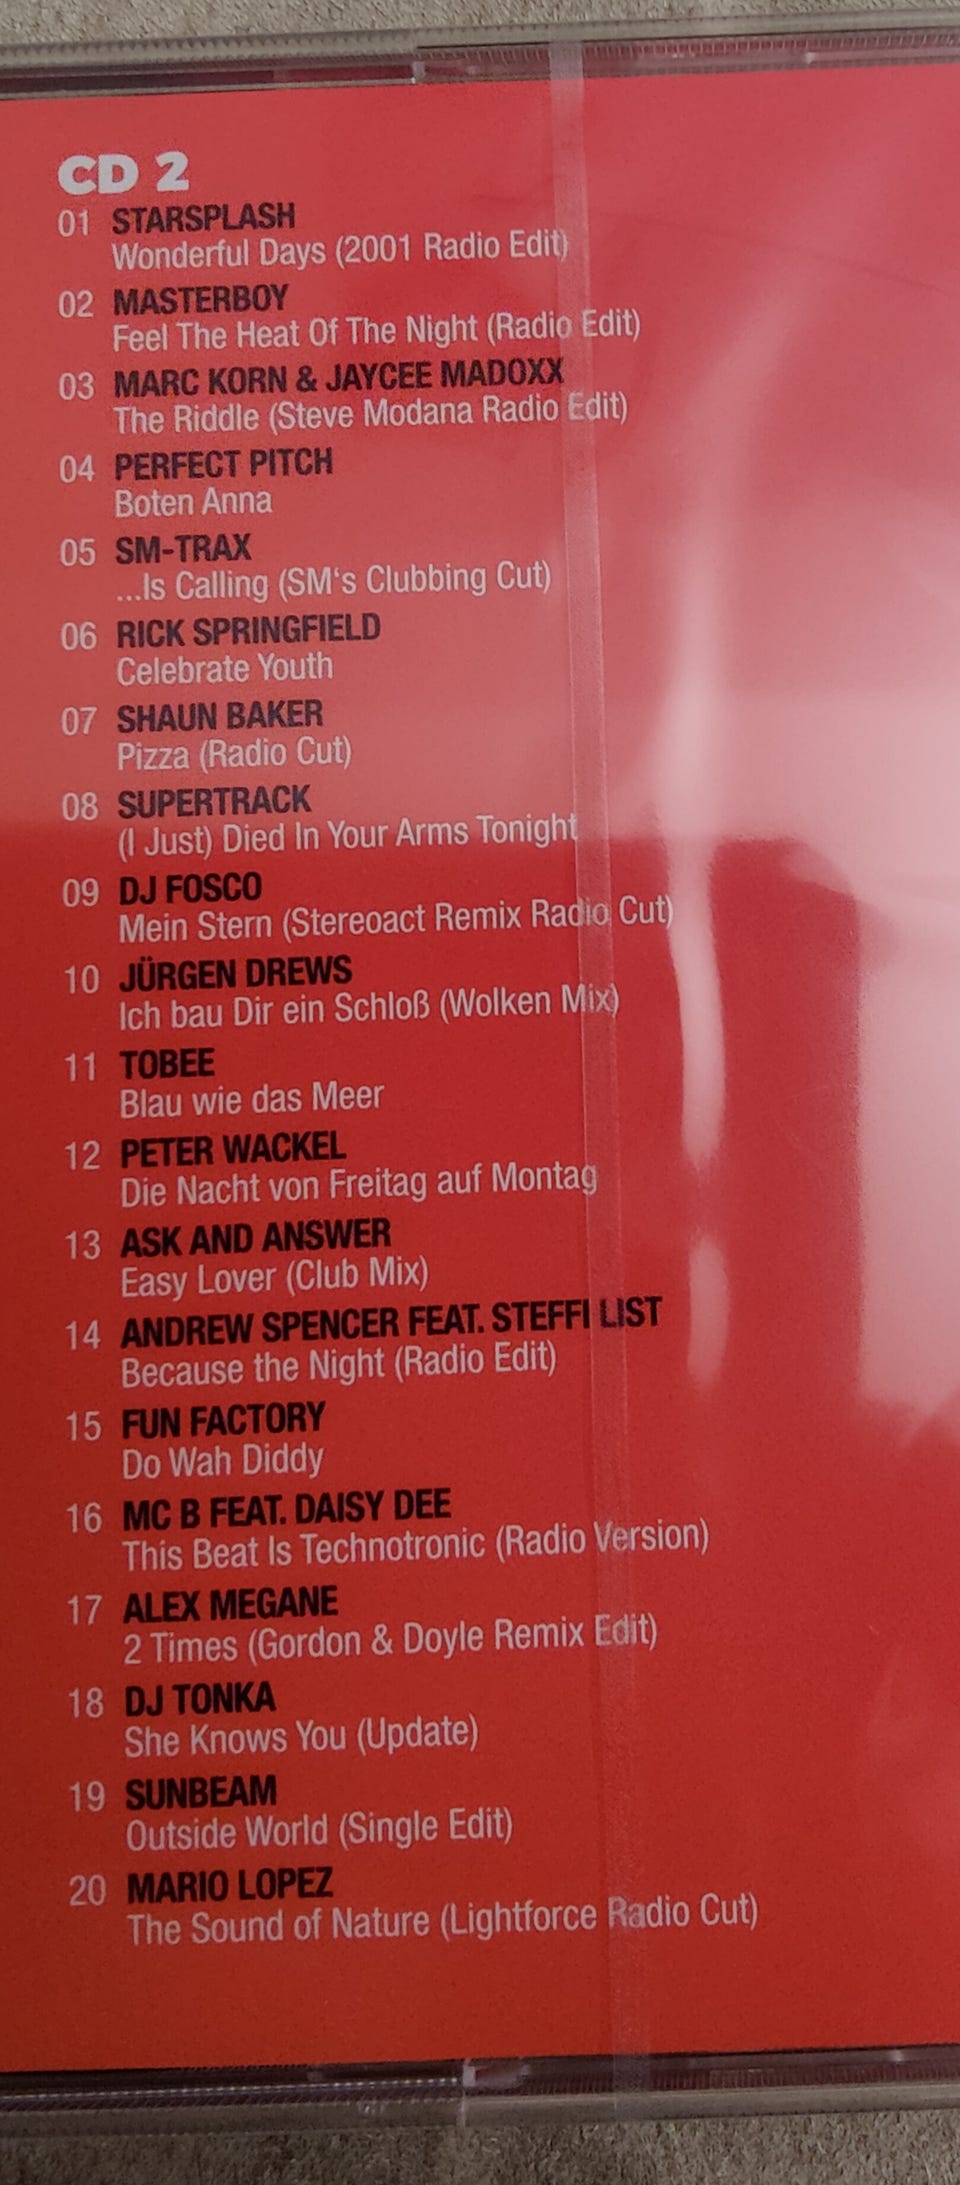 CD 2
01 STARSPLASH
Wonderful Days (2001 Radio Edit)
02 MASTERBOY
Feel The Heat Of The Night (Radio Edit)
03 MARC KORN & JAYCEE MADOXX
The Riddle (Steve Modana Radio Edit)
04 PERFECT PITCH
Boten Anna
05 SM-TRAX
...Is Calling (SM‘s Clubbing Cut)
06 RICK SPRINGFIELD
Celebrate Youth
07 SHAUN BAKER
Pizza (Radio Cut)
08 SUPERTRACK
(I Just) Died In Your Arms Tonight
09 DJ FOSCO
Mein Stern (Stereoact Remix Radio Cut)
10 JÜRGEN DREWS
Ich bau Dir ein Schloß (Wolken Mix)
11 TOBEE
Blau wie das Meer
12 PETER WACKEL
Die Nacht von Freitag auf Montag
13 ASK AND ANSWER
Easy Lover (Club Mix)
14 ANDREW SPENCER FEAT. STEFFI LIST
Because the Night (Radio Edit)
15 FUN FACTORY
Do Wah Diddy
16 MC B FEAT. DAISY DEE
This Beat Is Technotronic (Radio Version)
17 ALEX MEGANE
2 Times (Gordon & Doyle Remix Edit)
18 DJ TONKA
She Knows You (Update)
19 SUNBEAM
Outside World (Single Edit)
20 MARIO LOPEZ
The Sound of Nature (Lightforce Radio Cut)